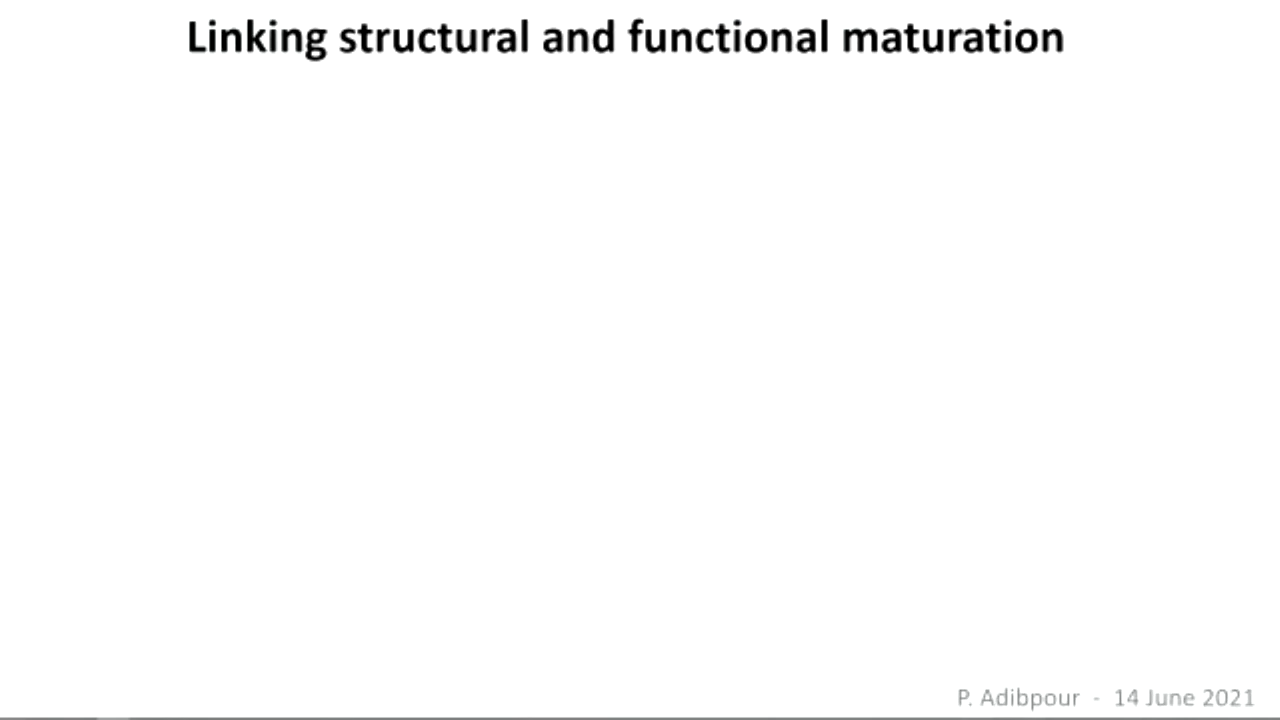 Linking structural and functional maturation
P. Adibpour - 14 June 2021